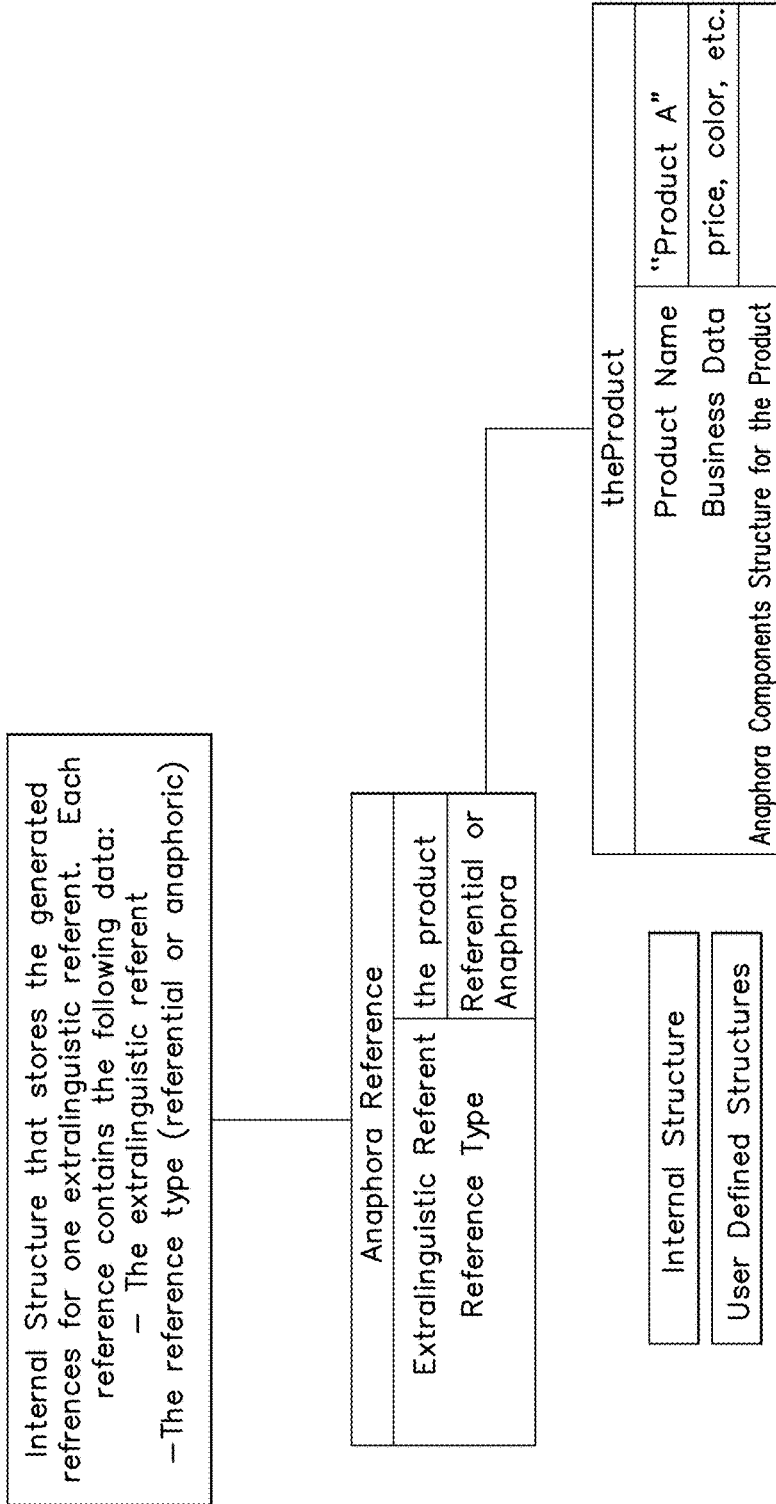 Internal Structure that stores the generated
refrences for one extralinguistic referent. Each
reference contains the following data:
– The extralinguistic referent
–The reference type (referential or anaphoric)
Anaphora Reference
Extralinguistic Referent the product
Reference Type Referential or
Anaphora
theProduct
Product Name "Product A"
Business Data price, color, etc.
Anaphora Components Structure for the Product
Internal Structure
User Defined Structures